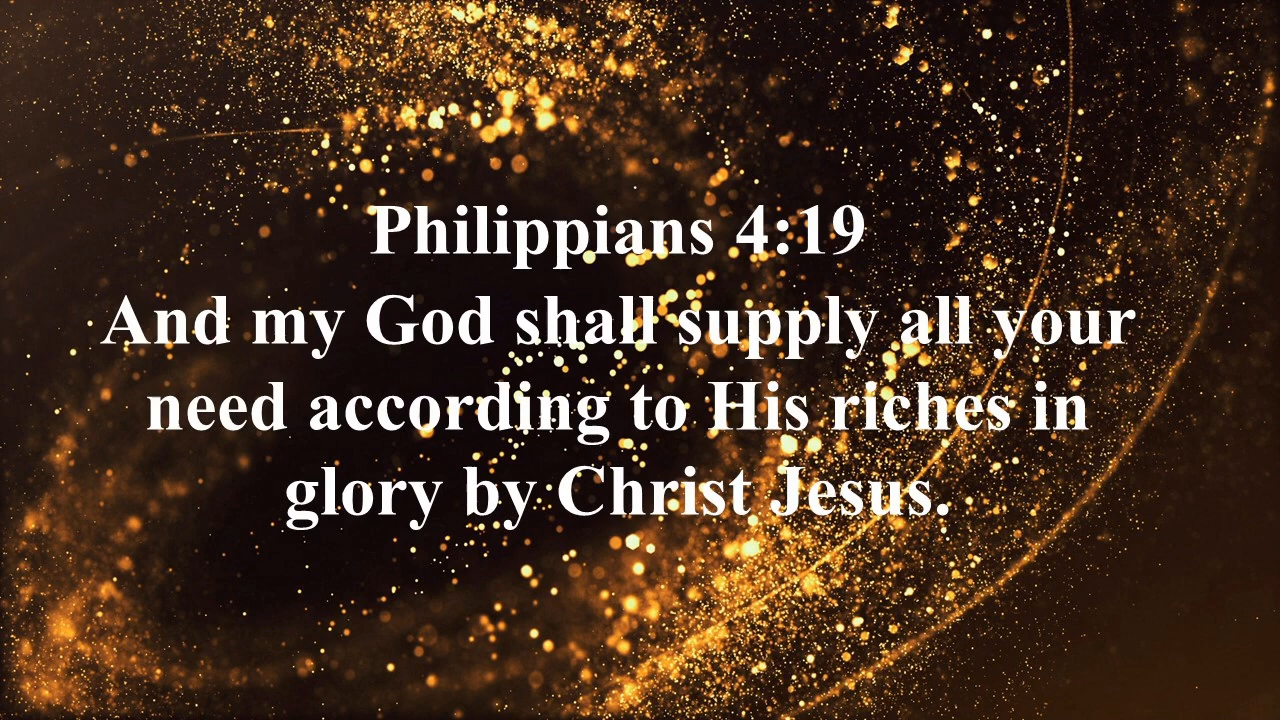 Philippians 4:19
And my God shall supply all your
need according to His riches in
glory by Christ Jesus.